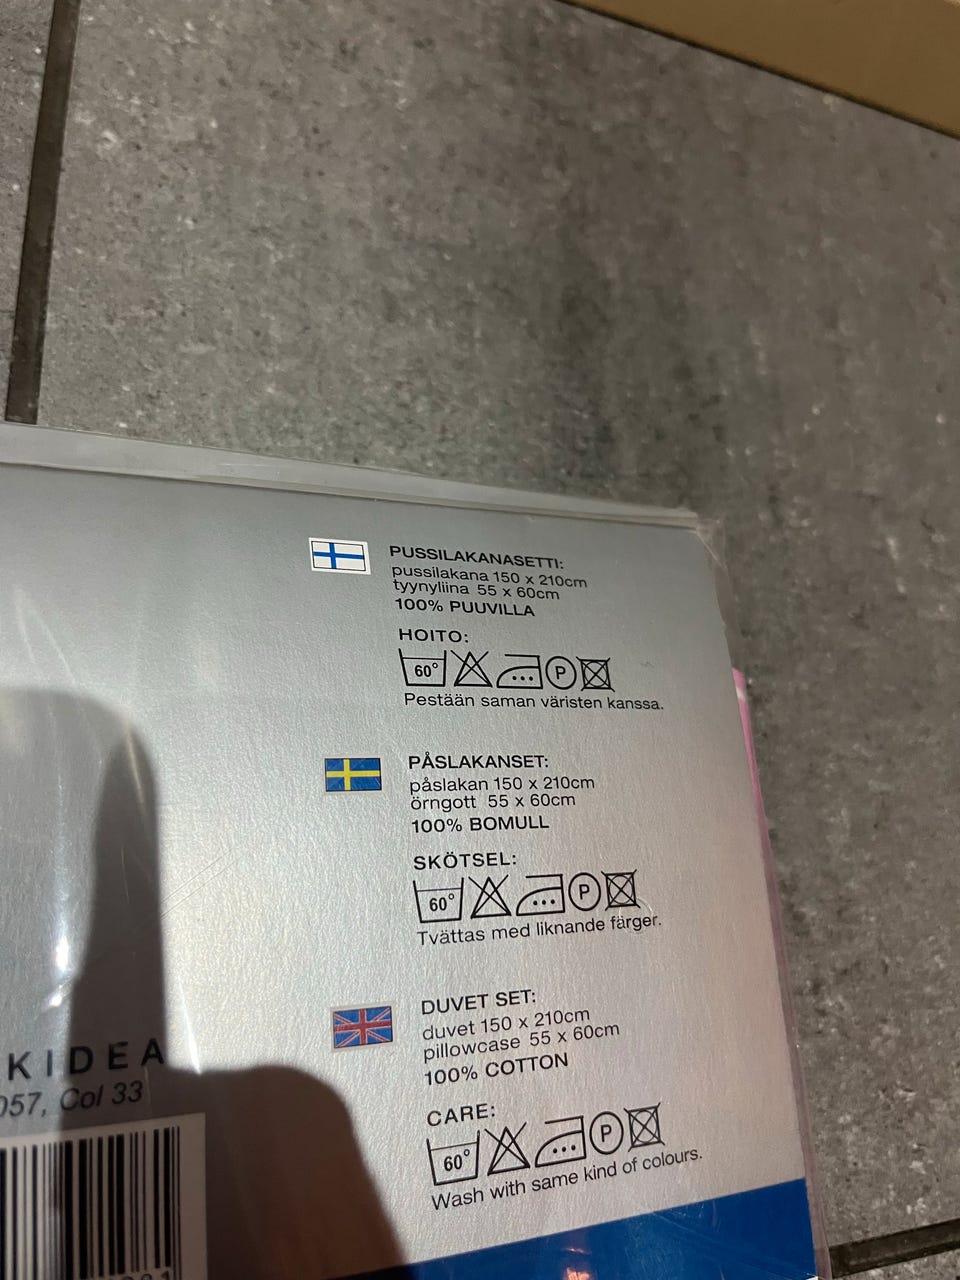 PUSSILAKANASETTI:
pussilakana 150 x 210cm
tyynyliina 55 x 60cm
100% PUUVILLA
HOITO:
60° P
Pestään saman väristen kanssa.
PÅSLAKANSET:
påslakan 150 x 210cm
örngott 55 x 60cm
100% BOMULL
SKÖTSEL:
60° P
Tvättas med liknande färger.
DUVET SET:
duvet 150 x 210cm
pillowcase 55 x 60cm
100% COTTON
CARE:
60° P
Wash with same kind of colours.
KIDEA
057, Col 33